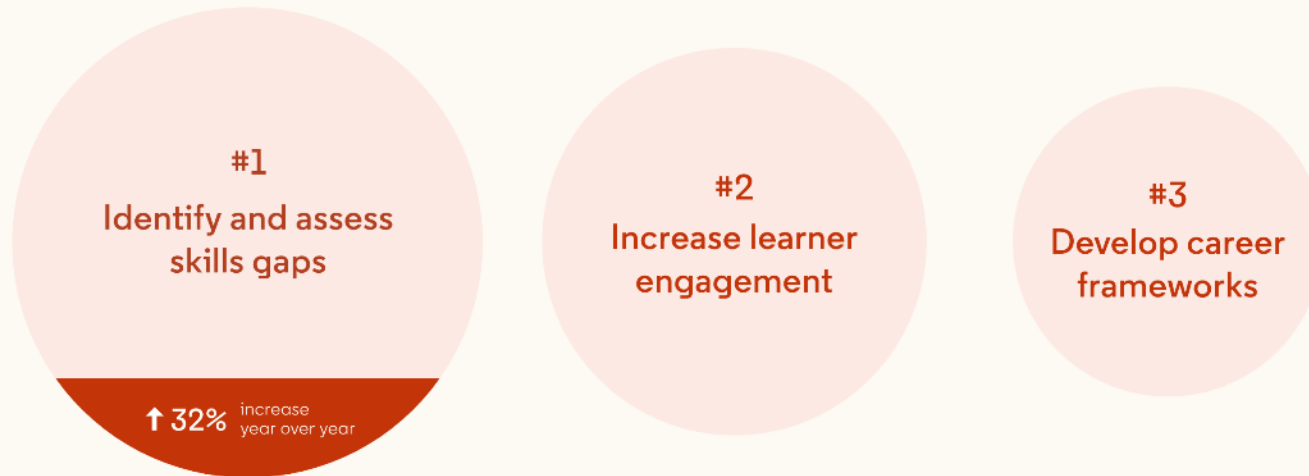 #1
Identify and assess
skills gaps
↑ 32% increase
year over year
#2
Increase learner
engagement
#3
Develop career
frameworks